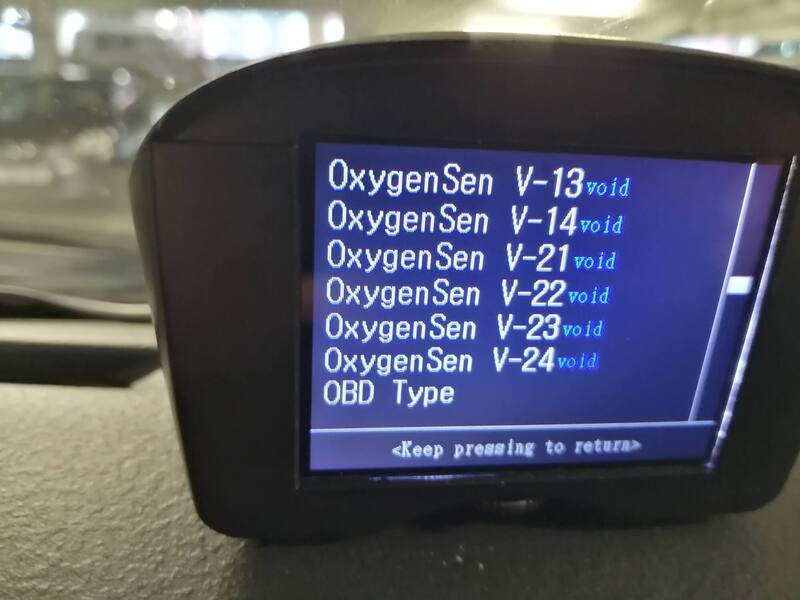 OxygenSen V-13void
OxygenSen V-14void
OxygenSen V-21void
OxygenSen V-22void
OxygenSen V-23void
OxygenSen V-24void
OBD Type
<Keep pressing to return>